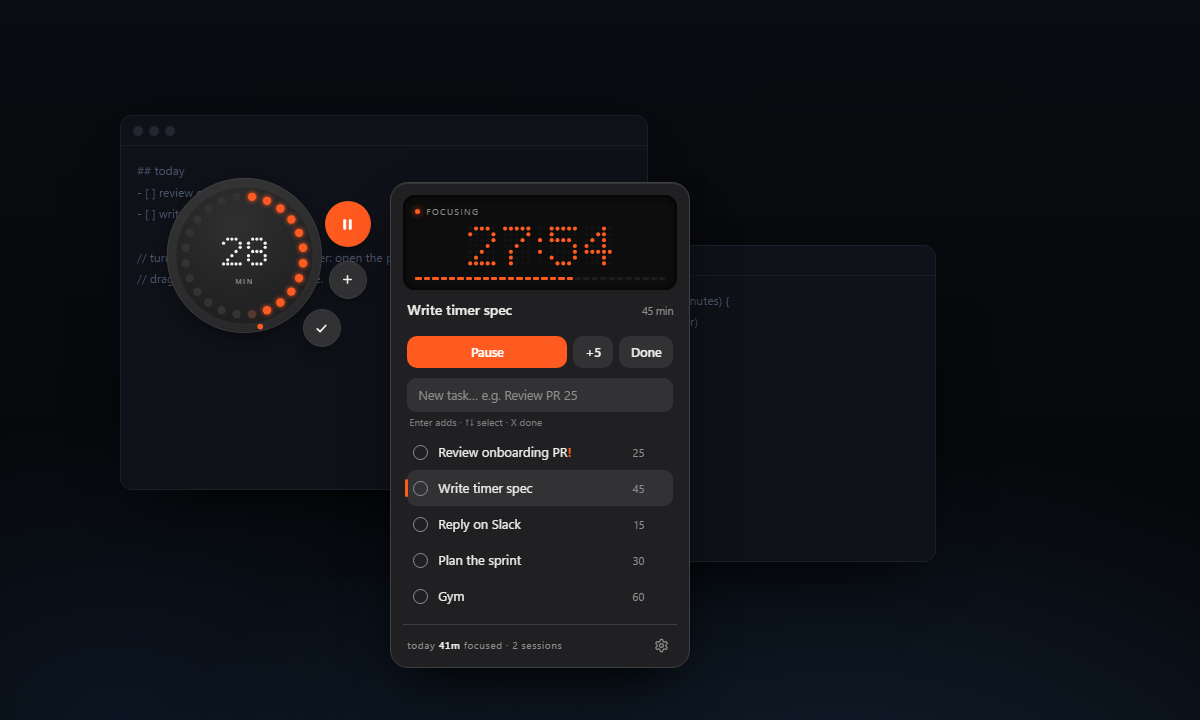 ## today
- [ ] review
- [ ] writ
// tur
er: open the p
// drag
e.
28
MIN
FOCUSING
27:54
Write timer spec
45 min
Pause
+5
Done
New task... e.g. Review PR 25
Enter adds · ↑↓ select · X done
Review onboarding PR!
25
Write timer spec
45
Reply on Slack
15
Plan the sprint
30
Gym
60
today 41m focused · 2 sessions
nutes) {
r)